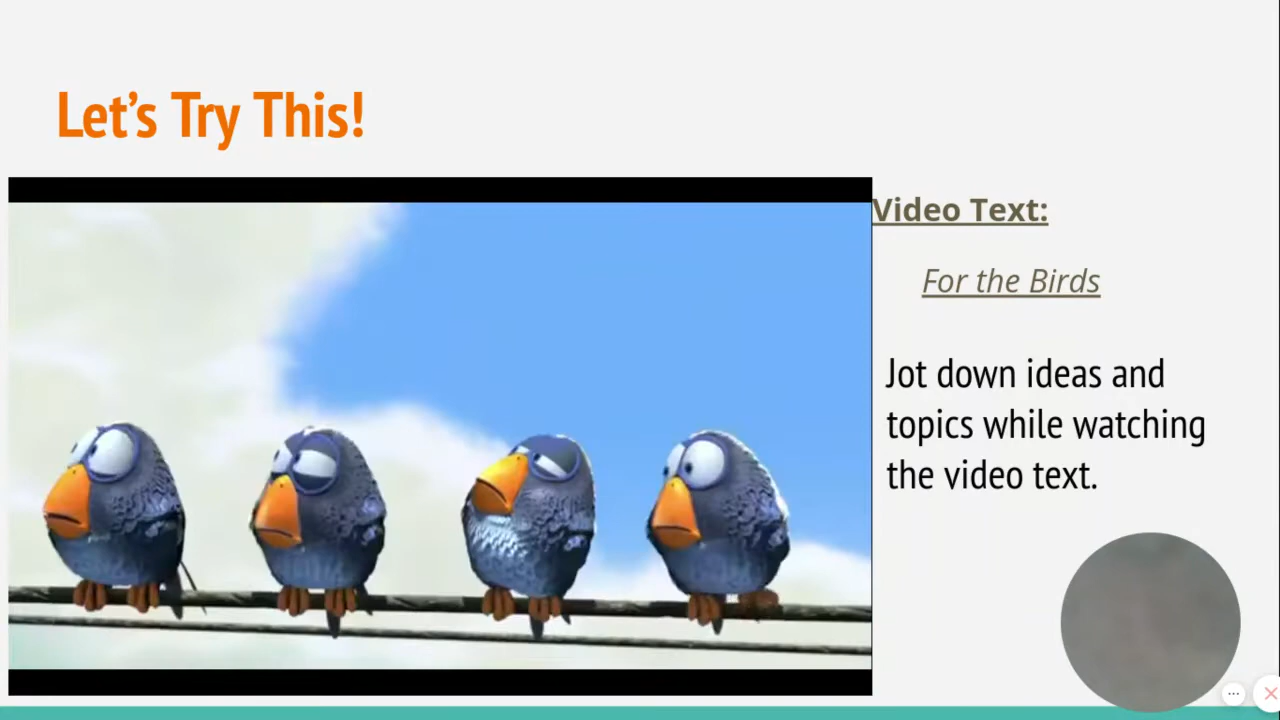 Let’s Try This!
Video Text:
For the Birds
Jot down ideas and
topics while watching
the video text.